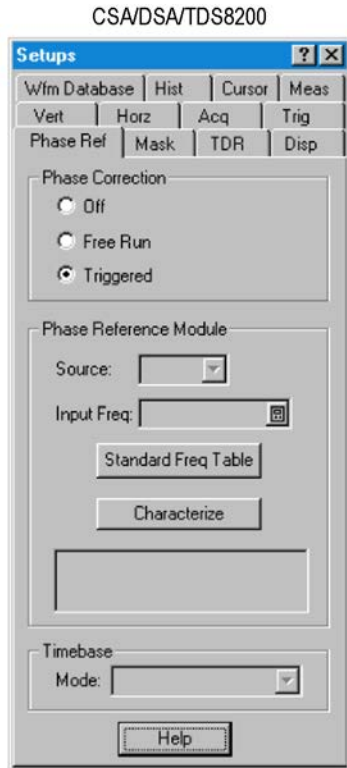 CSA/DSA/TDS8200
Setups
Wfm Database Hist Cursor Meas
Vert Horz Acq Trig
Phase Ref Mask TDR Disp
Phase Correction
Off
Free Run
Triggered
Phase Reference Module
Source:
Input Freq:
Standard Freq Table
Characterize
Timebase
Mode:
Help